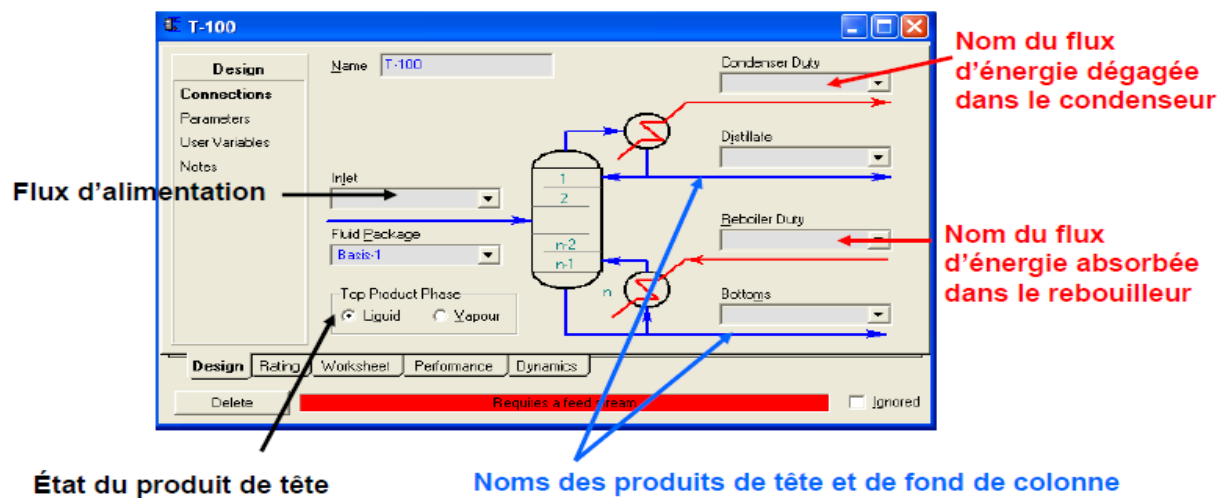 T-100
Design
Connections
Parameters
User Variables
Notes
Name T-100
Inlet
Fluid Package
Basis-1
Top Product Phase
Liquid Vapour
1
2
n-2
n-1
n
Condenser Duty
Distillate
Reboiler Duty
Bottoms
Design Rating Worksheet Performance Dynamics
Delete
Requires a feed stream
Ignored
Flux d'alimentation
État du produit de tête
Nom du flux
d'énergie dégagée
dans le condenseur
Nom du flux
d'énergie absorbée
dans le rebouilleur
Noms des produits de tête et de fond de colonne